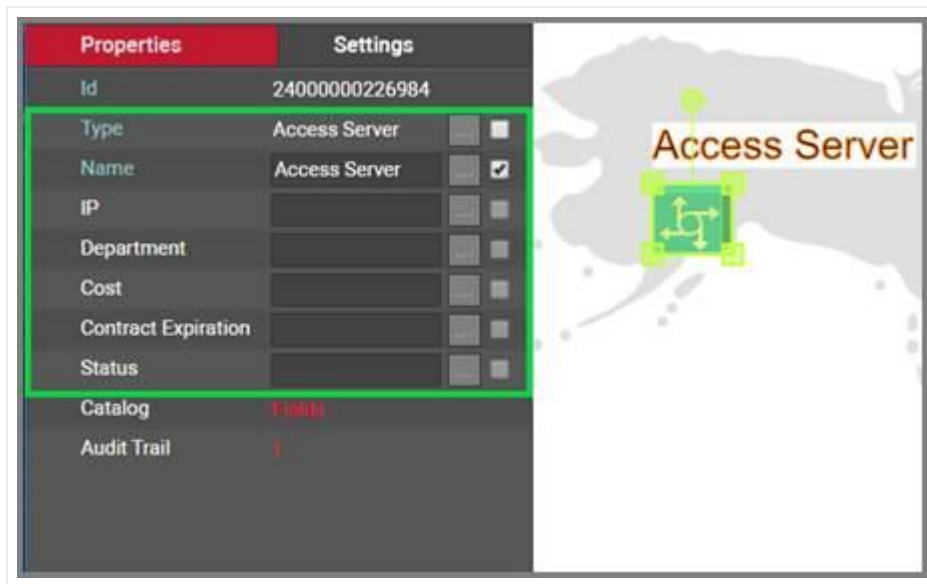 Properties Settings
Id 24000000226984
Type Access Server ...
Name Access Server ...
IP ...
Department ...
Cost ...
Contract Expiration ...
Status ...
Catalog Fields
Audit Trail 1
Access Server